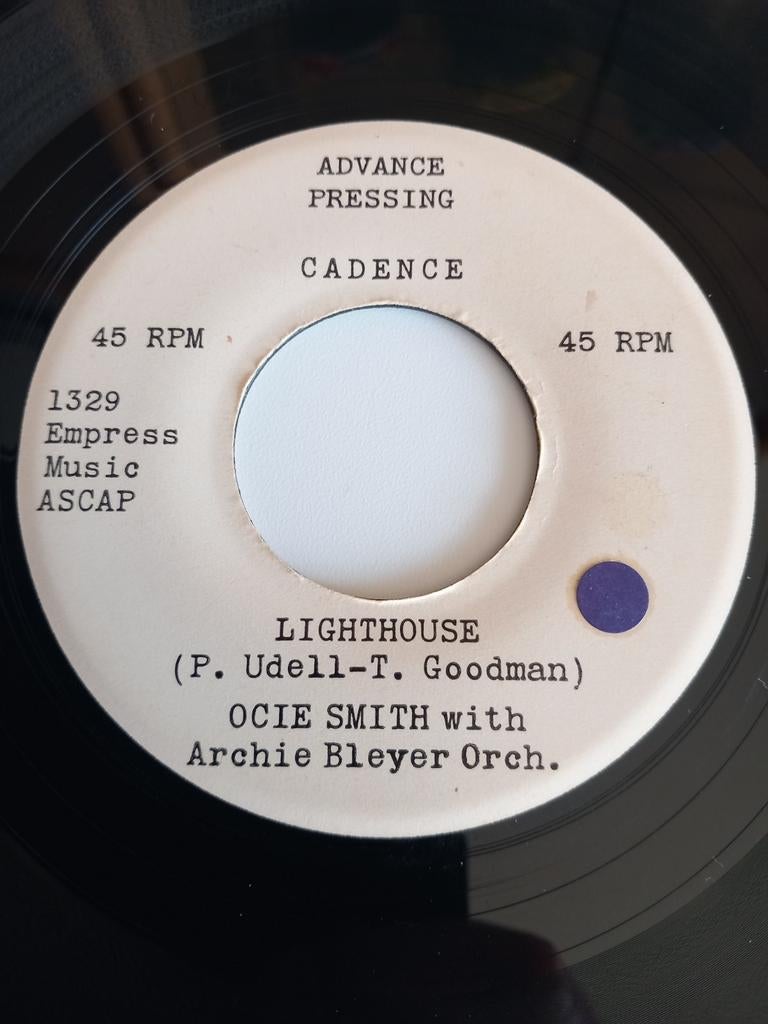 ADVANCE
PRESSING
CADENCE
45 RPM
45 RPM
1329
Empress
Music
ASCAP
LIGHTHOUSE
(P. Udell-T. Goodman)
OCIE SMITH with
Archie Bleyer Orch.